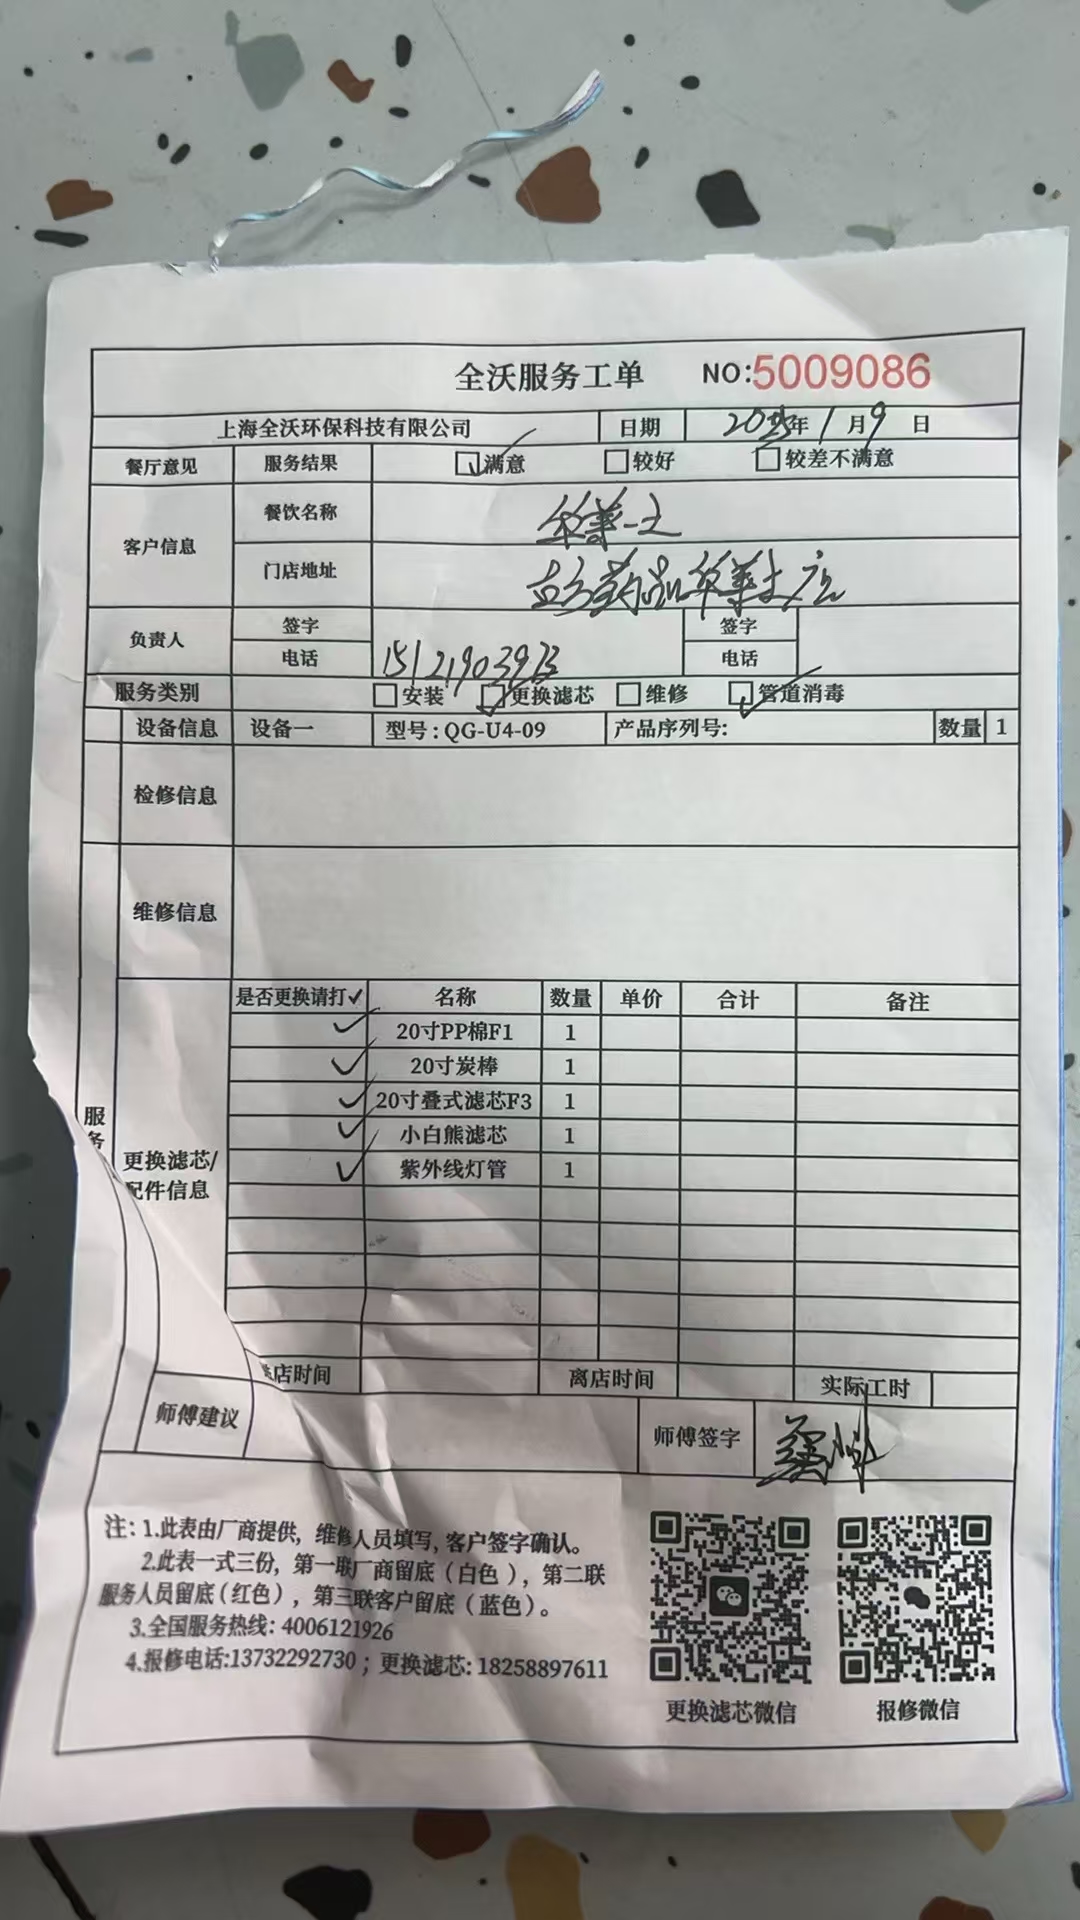 全沃服务工单 NO:5009086
上海全沃环保科技有限公司 日期 2025年1月9日
餐厅意见 服务结果 满意 较好 较差不满意
客户信息 餐饮名称 华莱士
门店地址 华莱士
负责人 签字 签字
电话 电话
服务类别 安装 更换滤芯 维修 管道消毒
设备信息 设备一 型号:QG-U4-09 产品序列号: 数量 1
检修信息
维修信息
服务
更换滤芯/配件信息
是否更换请打✓ 名称 数量 单价 合计 备注
✓ 20寸PP棉F1 1
✓ 20寸炭棒 1
✓ 20寸叠式滤芯F3 1
✓ 小白熊滤芯 1
✓ 紫外线灯管 1
店时间 离店时间 实际工时
师傅建议 师傅签字
注: 1.此表由厂商提供, 维修人员填写, 客户签字确认。
2.此表一式三份, 第一联厂商留底(白色), 第二联
服务人员留底(红色), 第三联客户留底(蓝色)。
3.全国服务热线: 4006121926
4.报修电话:13732292730; 更换滤芯: 18258897611
更换滤芯微信 报修微信